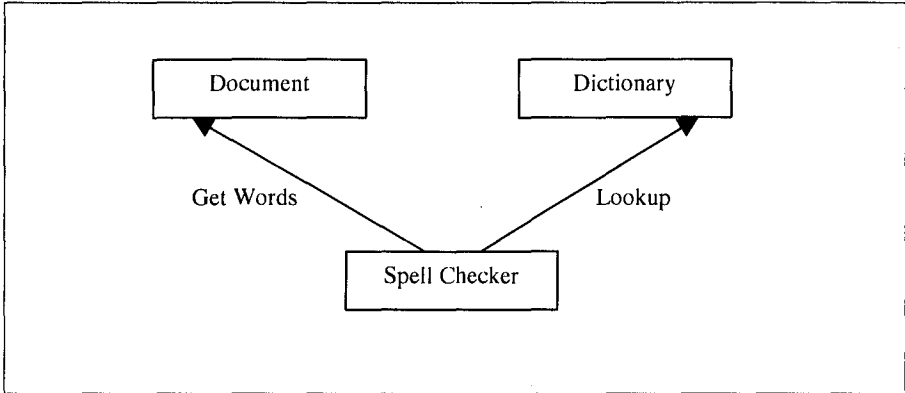 Document
Dictionary
Get Words
Lookup
Spell Checker